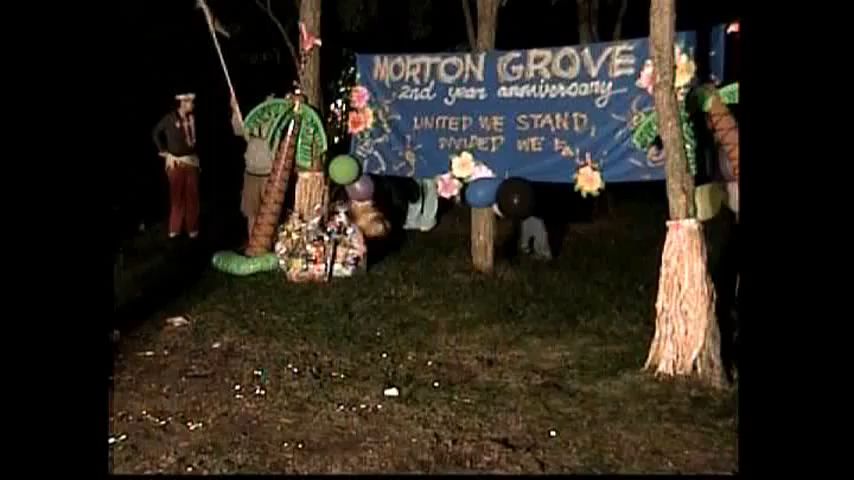 MORTON GROVE
2nd year anniversary
UNITED WE STAND,
DIVIDED WE